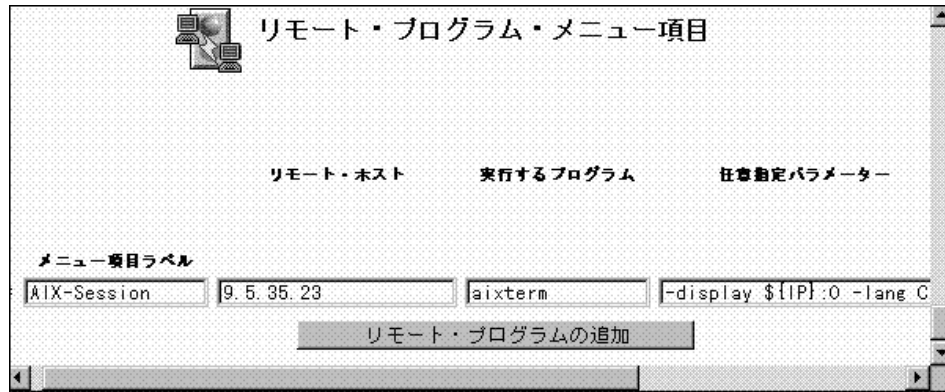 リモート・プログラム・メニュー項目
リモート・ホスト 実行するプログラム 任意指定パラメーター
メニュー項目ラベル
AIX-Session 9.5.35.23 aixterm -display ${IP}:0 -lang C
リモート・プログラムの追加